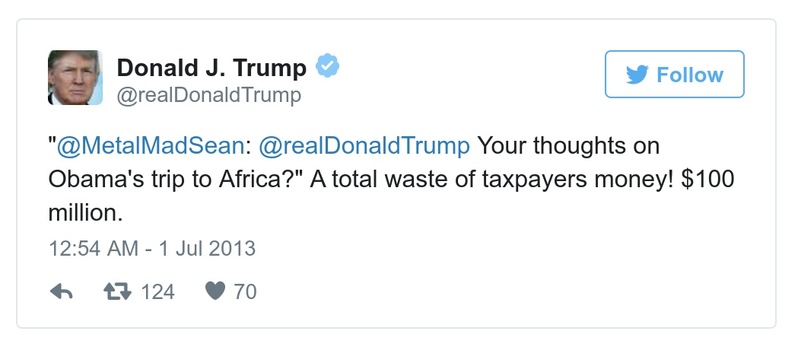 Donald J. Trump
@realDonaldTrump
Follow
"@MetalMadSean: @realDonaldTrump Your thoughts on
Obama's trip to Africa?" A total waste of taxpayers money! $100
million.
12:54 AM - 1 Jul 2013
124 70